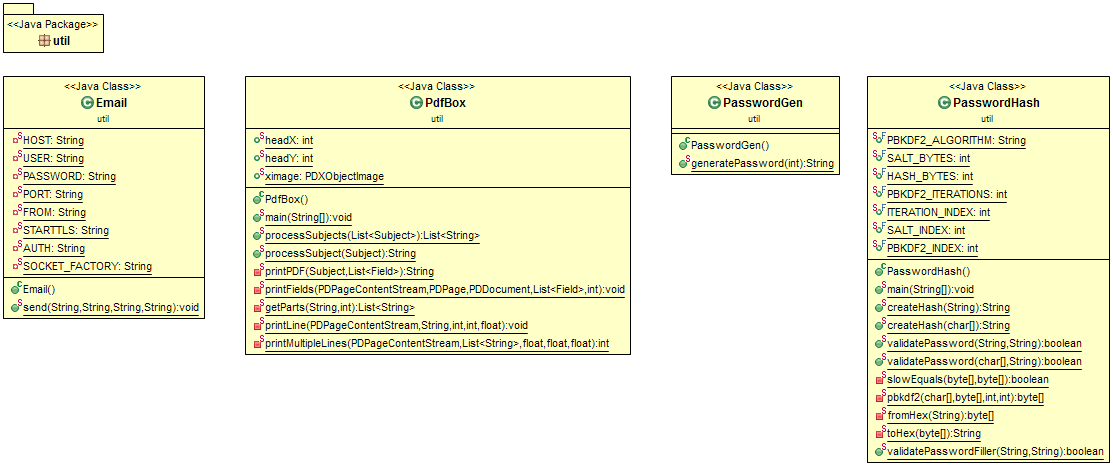 <<Java Package>>
util
<<Java Class>>
Email
util
HOST: String
USER: String
PASSWORD: String
PORT: String
FROM: String
STARTTLS: String
AUTH: String
SOCKET_FACTORY: String
Email()
send(String,String,String,String):void
<<Java Class>>
PdfBox
util
headX: int
headY: int
ximage: PDXObjectImage
PdfBox()
main(String[]):void
processSubjects(List<Subject>):List<String>
processSubject(Subject):String
printPDF(Subject,List<Field>):String
printFields(PDPageContentStream,PDPage,PDDocument,List<Field>,int):void
getParts(String,int):List<String>
printLine(PDPageContentStream,String,int,int,float):void
printMultipleLines(PDPageContentStream,List<String>,float,float,float):int
<<Java Class>>
PasswordGen
util
PasswordGen()
generatePassword(int):String
<<Java Class>>
PasswordHash
util
PBKDF2_ALGORITHM: String
SALT_BYTES: int
HASH_BYTES: int
PBKDF2_ITERATIONS: int
ITERATION_INDEX: int
SALT_INDEX: int
PBKDF2_INDEX: int
PasswordHash()
main(String[]):void
createHash(String):String
createHash(char[]):String
validatePassword(String,String):boolean
validatePassword(char[],String):boolean
slowEquals(byte[],byte[]):boolean
pbkdf2(char[],byte[],int,int):byte[]
fromHex(String):byte[]
toHex(byte[]):String
validatePasswordFiller(String,String):boolean